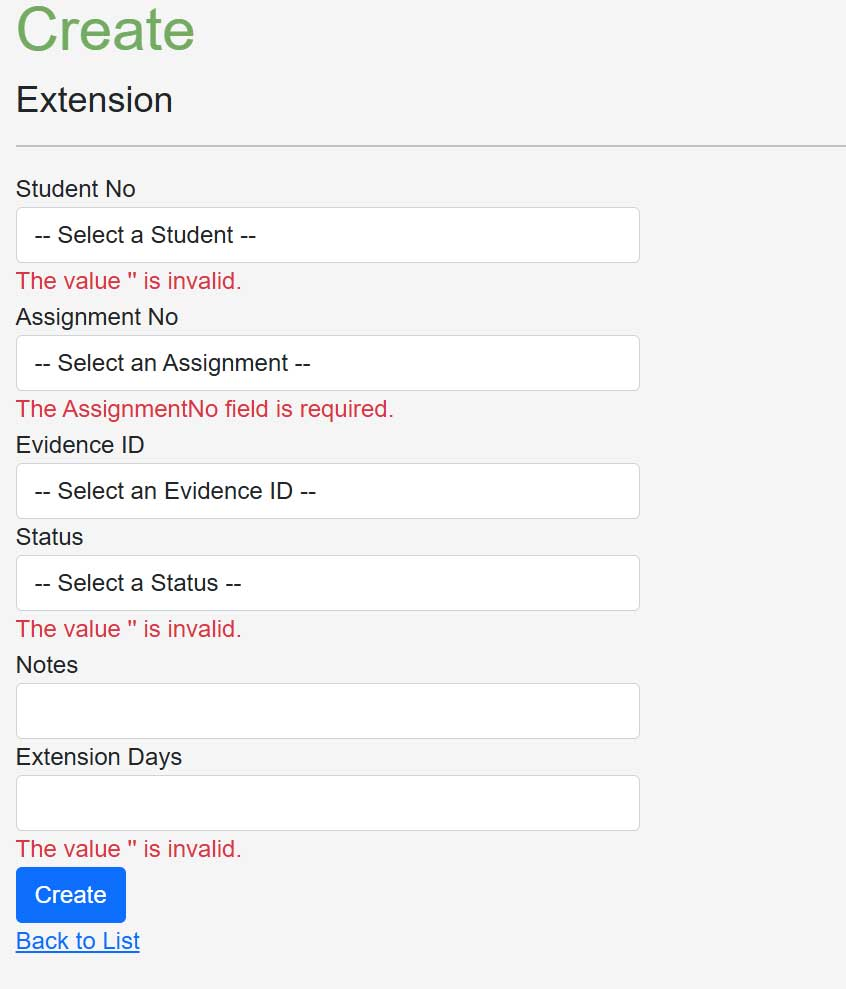 Create
Extension
Student No
-- Select a Student --
The value '' is invalid.
Assignment No
-- Select an Assignment --
The AssignmentNo field is required.
Evidence ID
-- Select an Evidence ID --
Status
-- Select a Status --
The value '' is invalid.
Notes
Extension Days
The value '' is invalid.
Create
Back to List